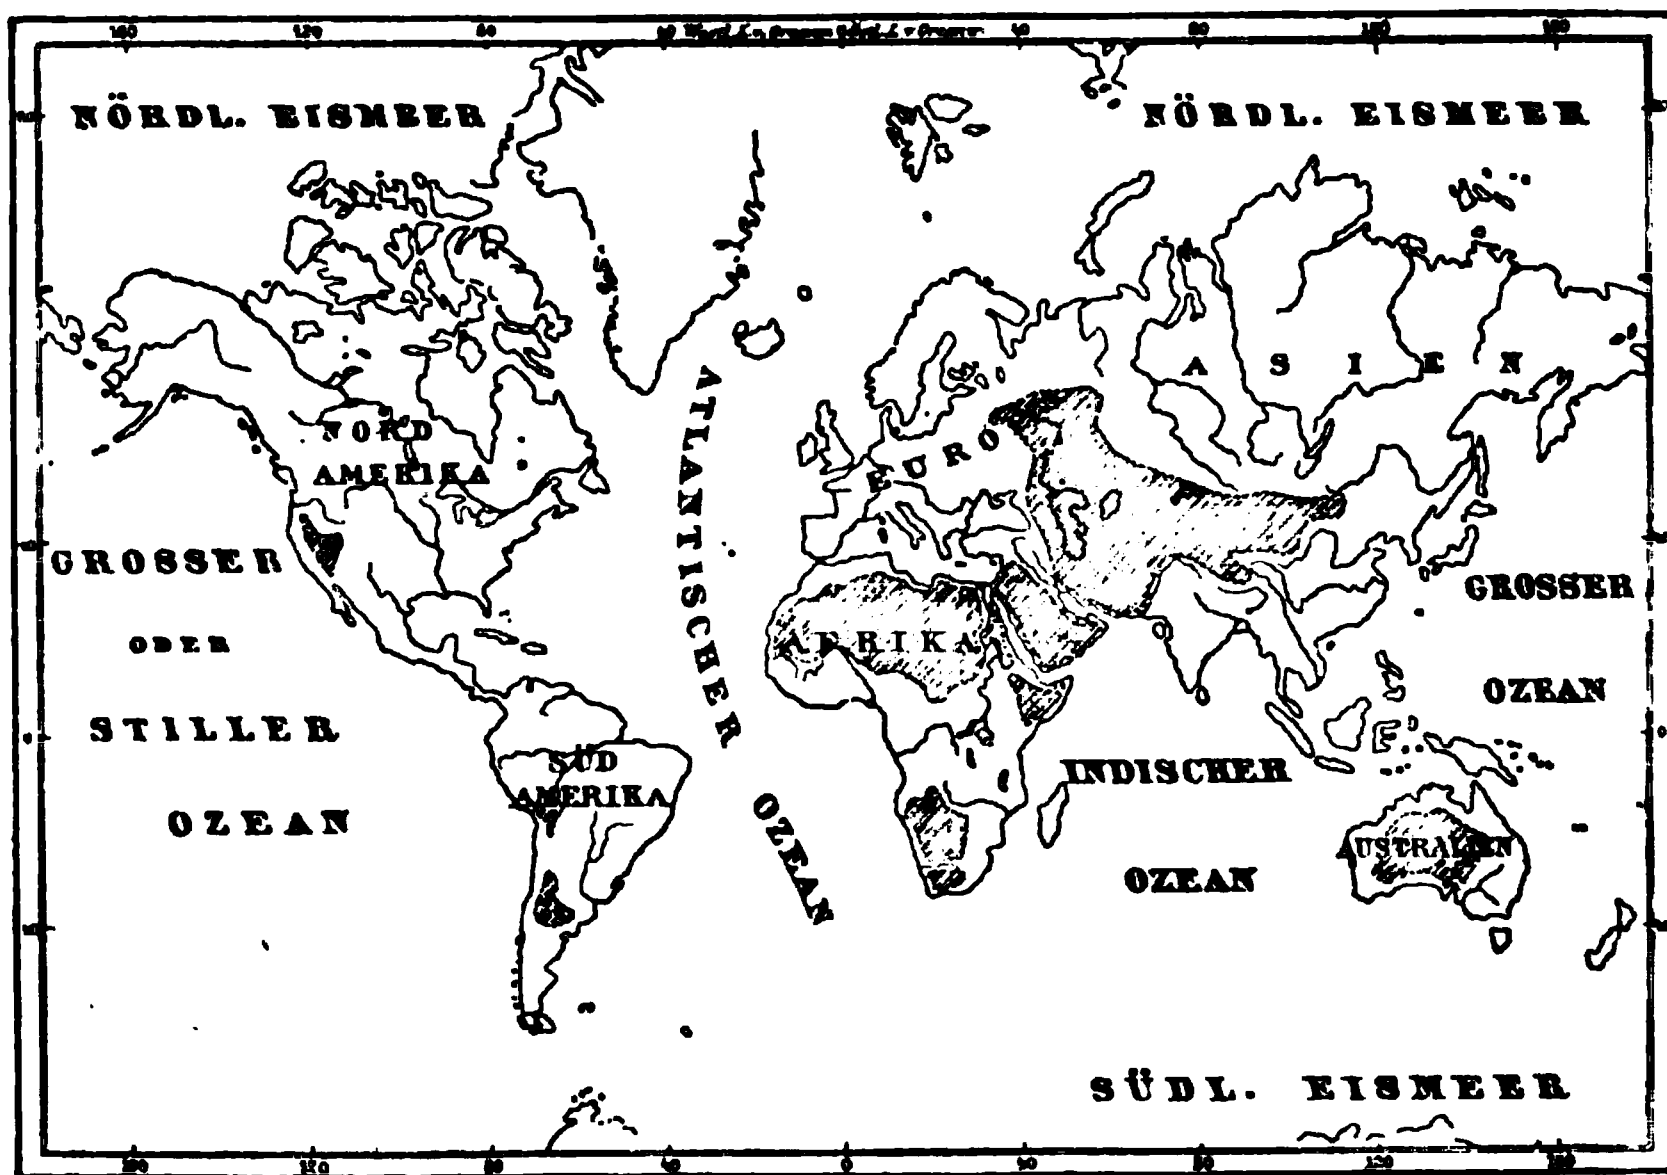 NÖRDL. EISMEER
NÖRDL. EISMEER
ASIEN
NORD
AMERIKA
EURO
ATLANTISCHER
OZEAN
GROSSER
ODER
STILLER
OZEAN
AFRIKA
GROSSER
OZEAN
SÜD
AMERIKA
INDISCHER
OZEAN
AUSTRALIEN
SÜDL. EISMEER